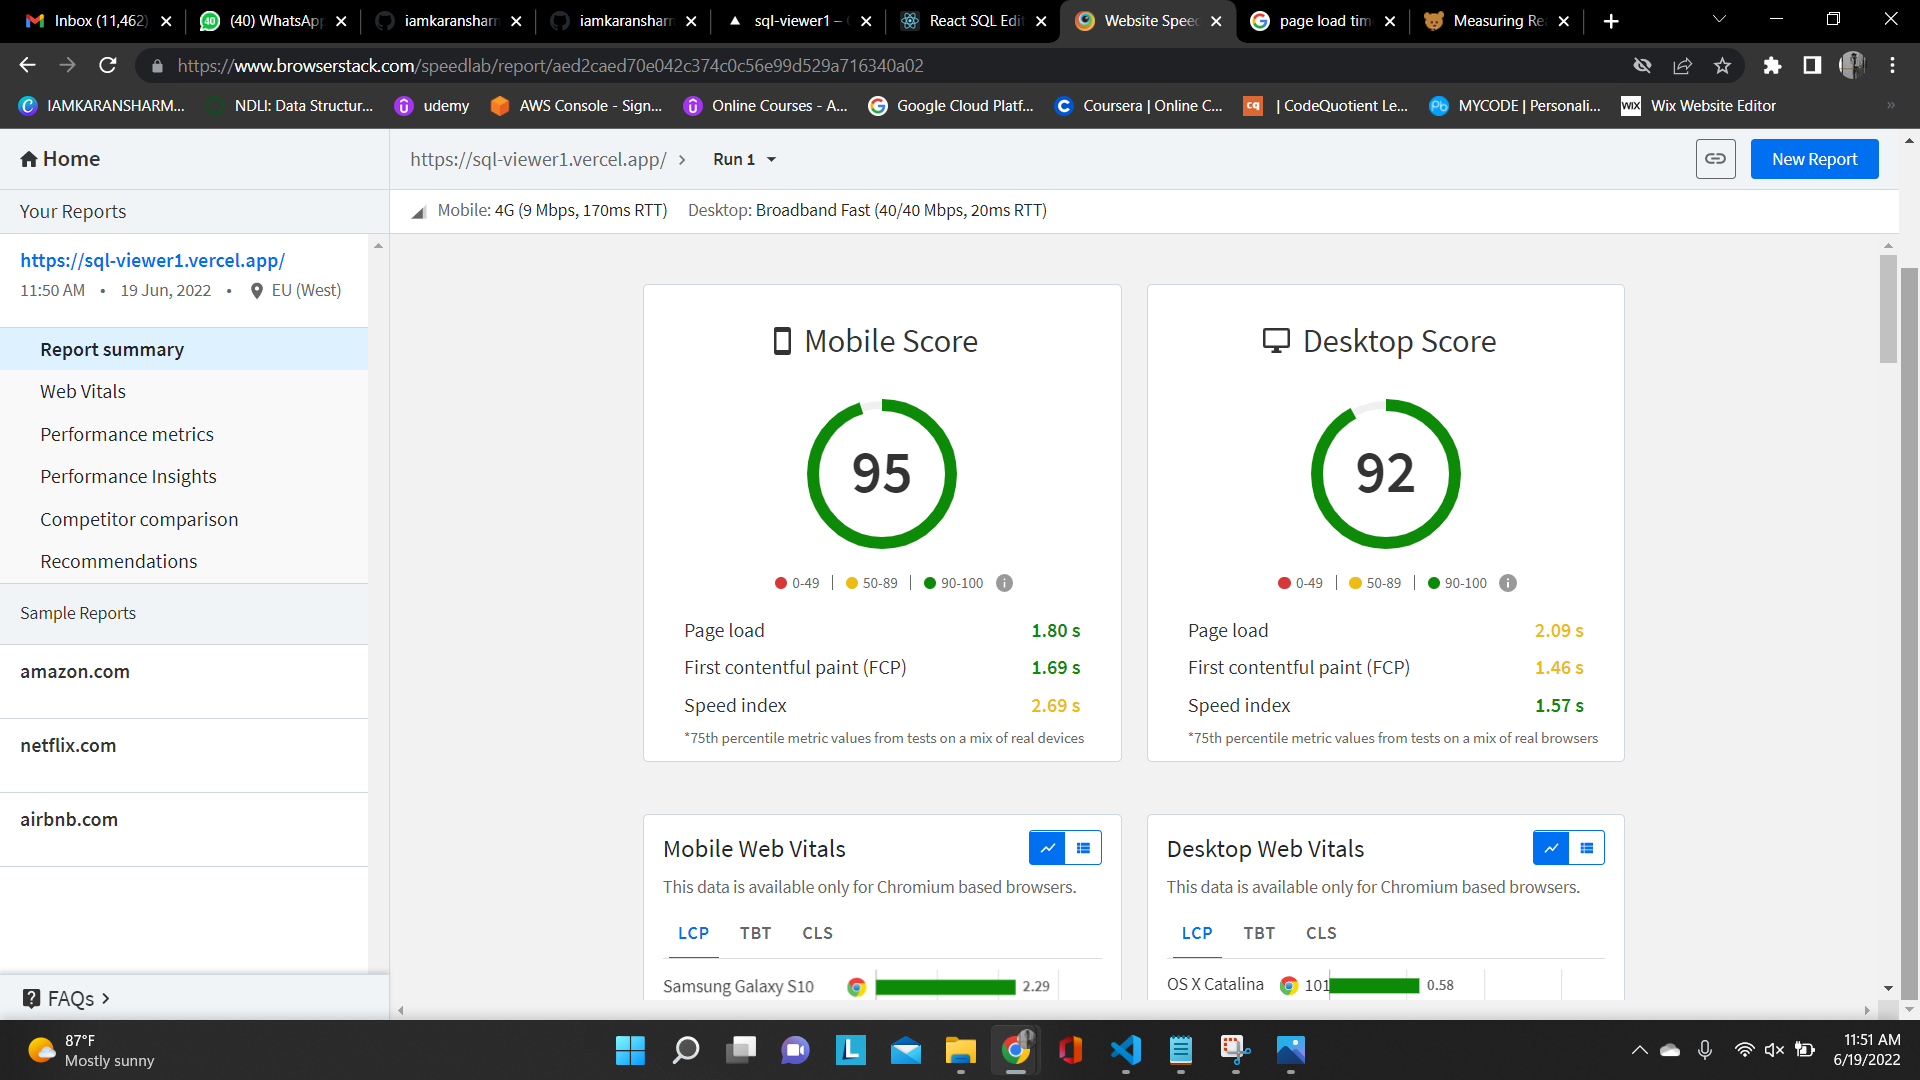 Inbox (11,462)
(40) WhatsApp
iamkaransharm
iamkaransharm
sql-viewer1 –
React SQL Edi
Website Spee
page load tim
Measuring Re
https://www.browserstack.com/speedlab/report/aed2caed70e042c374c0c56e99d529a716340a02
IAMKARANSHARM...
NDLI: Data Structur...
udemy
AWS Console - Sign...
Online Courses - A...
Google Cloud Platf...
Coursera | Online C...
cq | CodeQuotient Le...
Pb MYCODE | Personali...
WIX Wix Website Editor
»
Home
https://sql-viewer1.vercel.app/ > Run 1
New Report
Your Reports
Mobile: 4G (9 Mbps, 170ms RTT) Desktop: Broadband Fast (40/40 Mbps, 20ms RTT)
https://sql-viewer1.vercel.app/
11:50 AM • 19 Jun, 2022 • EU (West)
Report summary
Web Vitals
Performance metrics
Performance Insights
Competitor comparison
Recommendations
Sample Reports
amazon.com
netflix.com
airbnb.com
FAQs >
Mobile Score
95
0-49 | 50-89 | 90-100
Page load 1.80 s
First contentful paint (FCP) 1.69 s
Speed index 2.69 s
*75th percentile metric values from tests on a mix of real devices
Desktop Score
92
0-49 | 50-89 | 90-100
Page load 2.09 s
First contentful paint (FCP) 1.46 s
Speed index 1.57 s
*75th percentile metric values from tests on a mix of real browsers
Mobile Web Vitals
This data is available only for Chromium based browsers.
LCP TBT CLS
Samsung Galaxy S10 2.29
Desktop Web Vitals
This data is available only for Chromium based browsers.
LCP TBT CLS
OS X Catalina 101 0.58
87°F
Mostly sunny
11:51 AM
6/19/2022